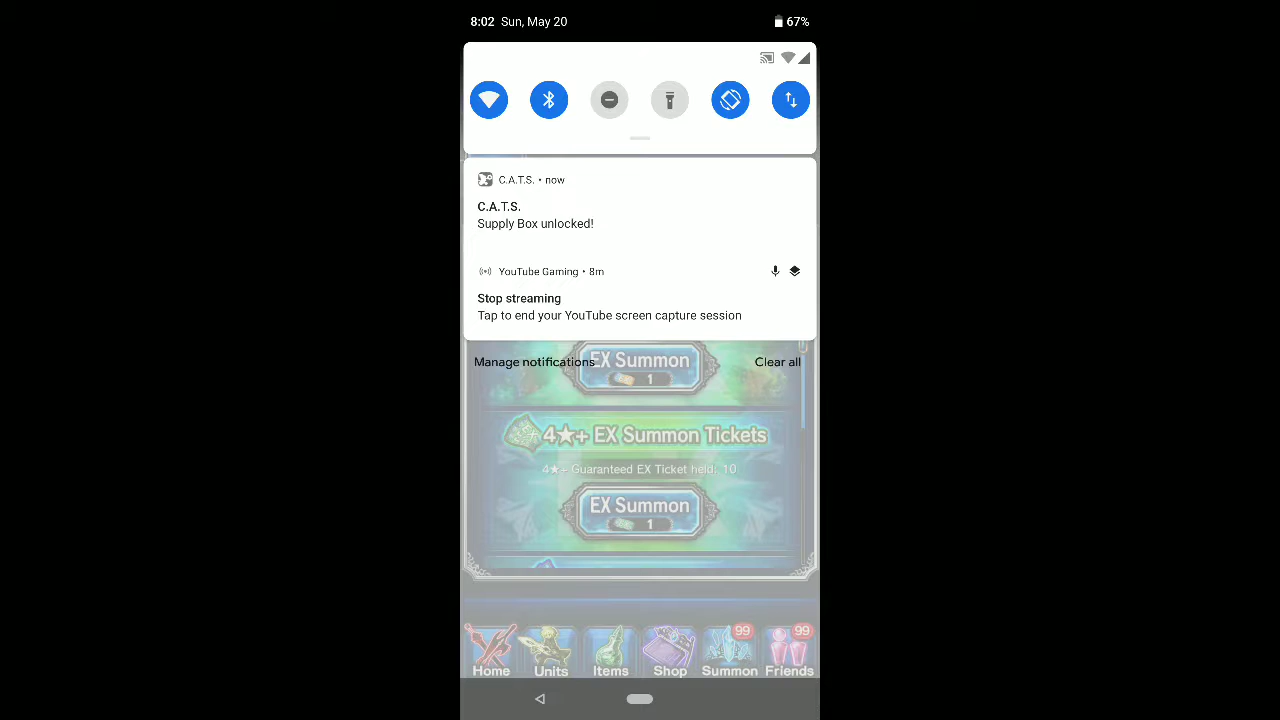 8:02 Sun, May 20 67%
C.A.T.S. • now
C.A.T.S.
Supply Box unlocked!
YouTube Gaming • 8m
Stop streaming
Tap to end your YouTube screen capture session
Manage notifications Clear all
EX Summon
1
4★+ EX Summon Tickets
4★+ Guaranteed EX Ticket held: 10
EX Summon
1
99 99
Home Units Items Shop Summon Friends